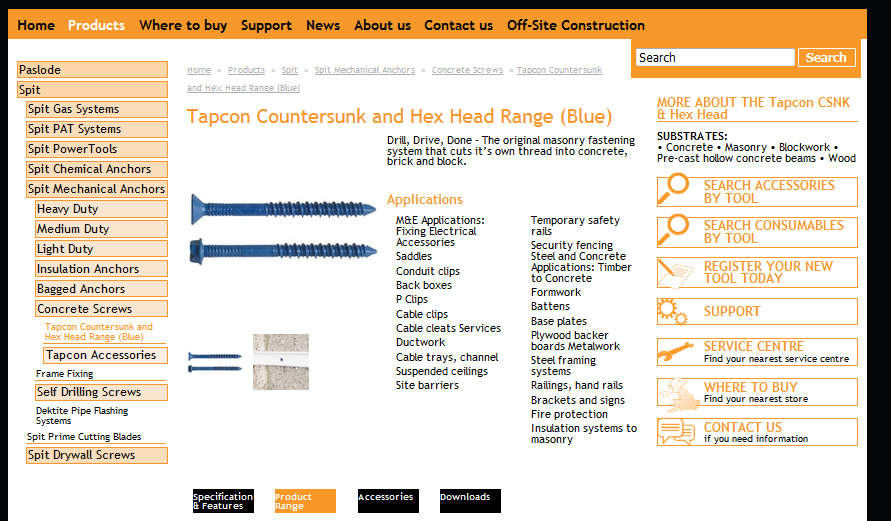 Home Products Where to buy Support News About us Contact us Off-Site Construction
Search Search
Paslode
Spit
Spit Gas Systems
Spit PAT Systems
Spit PowerTools
Spit Chemical Anchors
Spit Mechanical Anchors
Heavy Duty
Medium Duty
Light Duty
Insulation Anchors
Bagged Anchors
Concrete Screws
Tapcon Countersunk and
Hex Head Range (Blue)
Tapcon Accessories
Frame Fixing
Self Drilling Screws
Dektite Pipe Flashing
Systems
Spit Prime Cutting Blades
Spit Drywall Screws
Home » Products » Spit » Spit Mechanical Anchors » Concrete Screws » Tapcon Countersunk
and Hex Head Range (Blue)
Tapcon Countersunk and Hex Head Range (Blue)
Drill, Drive, Done - The original masonry fastening
system that cuts it's own thread into concrete,
brick and block.
Applications
M&E Applications:
Fixing Electrical
Accessories
Saddles
Conduit clips
Back boxes
P Clips
Cable clips
Cable cleats Services
Ductwork
Cable trays, channel
Suspended ceilings
Site barriers
Temporary safety
rails
Security fencing
Steel and Concrete
Applications: Timber
to Concrete
Formwork
Battens
Base plates
Plywood backer
boards Metalwork
Steel framing
systems
Railings, hand rails
Brackets and signs
Fire protection
Insulation systems to
masonry
Specification
& Features
Product
Range
Accessories
Downloads
MORE ABOUT THE Tapcon CSNK
& Hex Head
SUBSTRATES:
• Concrete • Masonry • Blockwork •
Pre-cast hollow concrete beams • Wood
SEARCH ACCESSORIES
BY TOOL
SEARCH CONSUMABLES
BY TOOL
REGISTER YOUR NEW
TOOL TODAY
SUPPORT
SERVICE CENTRE
Find your nearest service centre
WHERE TO BUY
Find your nearest store
CONTACT US
if you need information